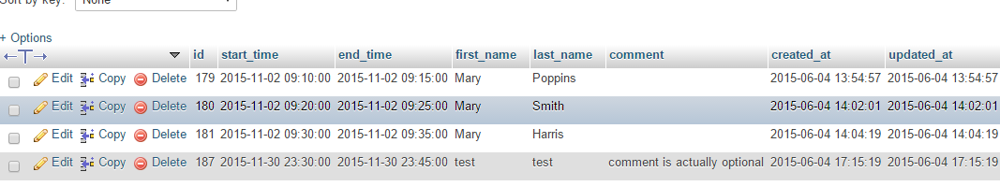 Sort by key: None
+ Options
id start_time end_time first_name last_name comment created_at updated_at
Edit Copy Delete 179 2015-11-02 09:10:00 2015-11-02 09:15:00 Mary Poppins 2015-06-04 13:54:57 2015-06-04 13:54:57
Edit Copy Delete 180 2015-11-02 09:20:00 2015-11-02 09:25:00 Mary Smith 2015-06-04 14:02:01 2015-06-04 14:02:01
Edit Copy Delete 181 2015-11-02 09:30:00 2015-11-02 09:35:00 Mary Harris 2015-06-04 14:04:19 2015-06-04 14:04:19
Edit Copy Delete 187 2015-11-30 23:30:00 2015-11-30 23:45:00 test test comment is actually optional 2015-06-04 17:15:19 2015-06-04 17:15:19